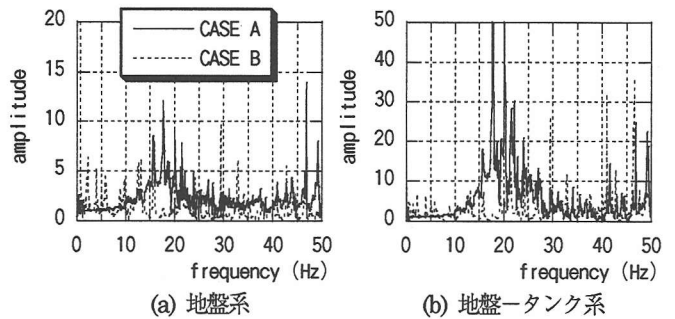 20
15
10
5
0
amplitude
CASE A
CASE B
0 10 20 30 40 50
frequency (Hz)
(a) 地盤系
50
40
30
20
10
0
amplitude
0 10 20 30 40 50
frequency (Hz)
(b) 地盤－タンク系